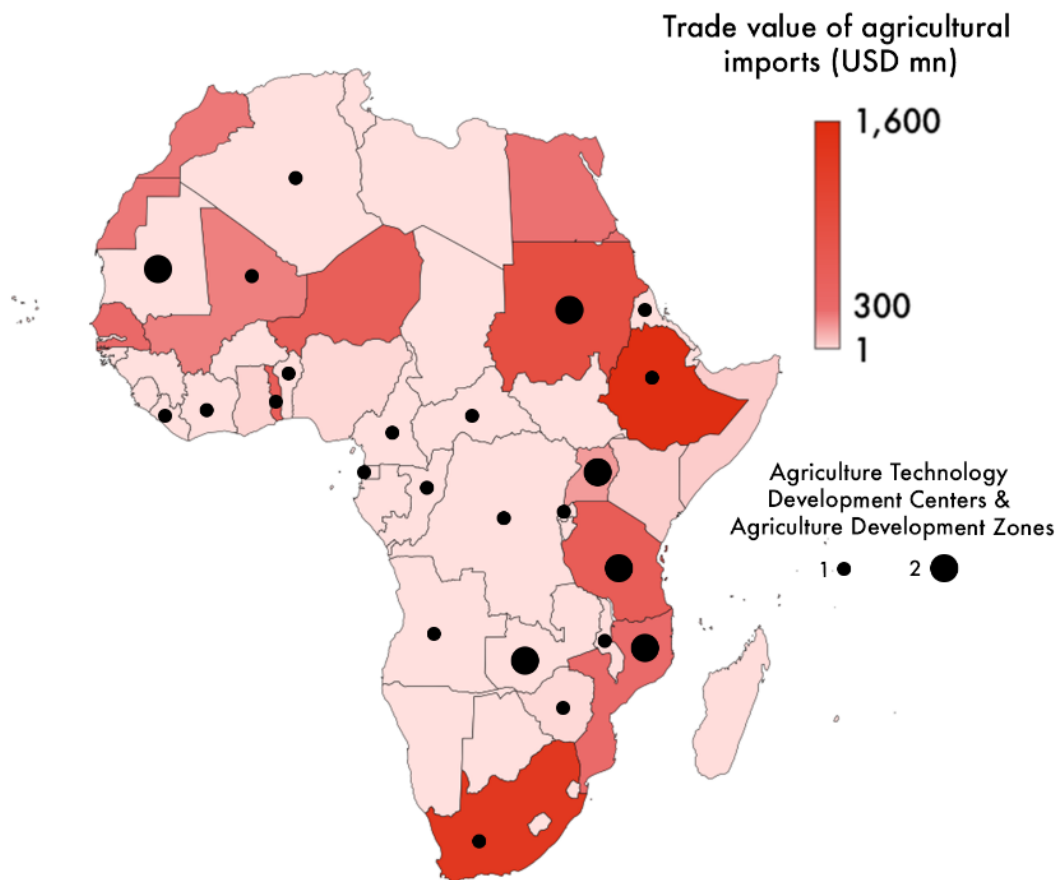 Trade value of agricultural
imports (USD mn)
1,600
300
1
Agriculture Technology
Development Centers &
Agriculture Development Zones
1
2